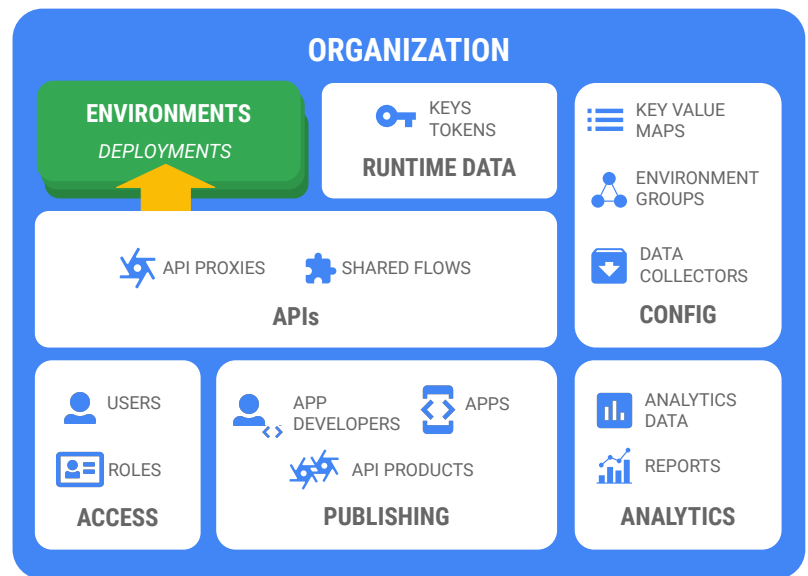 ORGANIZATION
ENVIRONMENTS
DEPLOYMENTS
KEYS
TOKENS
RUNTIME DATA
KEY VALUE
MAPS
ENVIRONMENT
GROUPS
DATA
COLLECTORS
CONFIG
API PROXIES
SHARED FLOWS
APIs
USERS
ROLES
ACCESS
APP
DEVELOPERS
APPS
API PRODUCTS
PUBLISHING
ANALYTICS
DATA
REPORTS
ANALYTICS